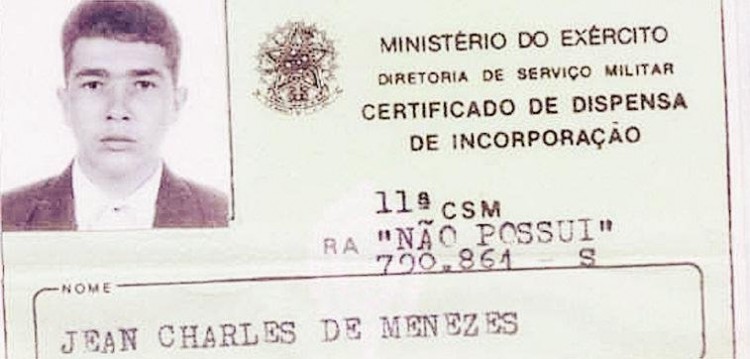 MINISTÉRIO DO EXÉRCITO
DIRETORIA DE SERVIÇO MILITAR
CERTIFICADO DE DISPENSA
DE INCORPORAÇÃO
11ª CSM
RA "NÃO POSSUI"
799.861 - S
NOME
JEAN CHARLES DE MENEZES